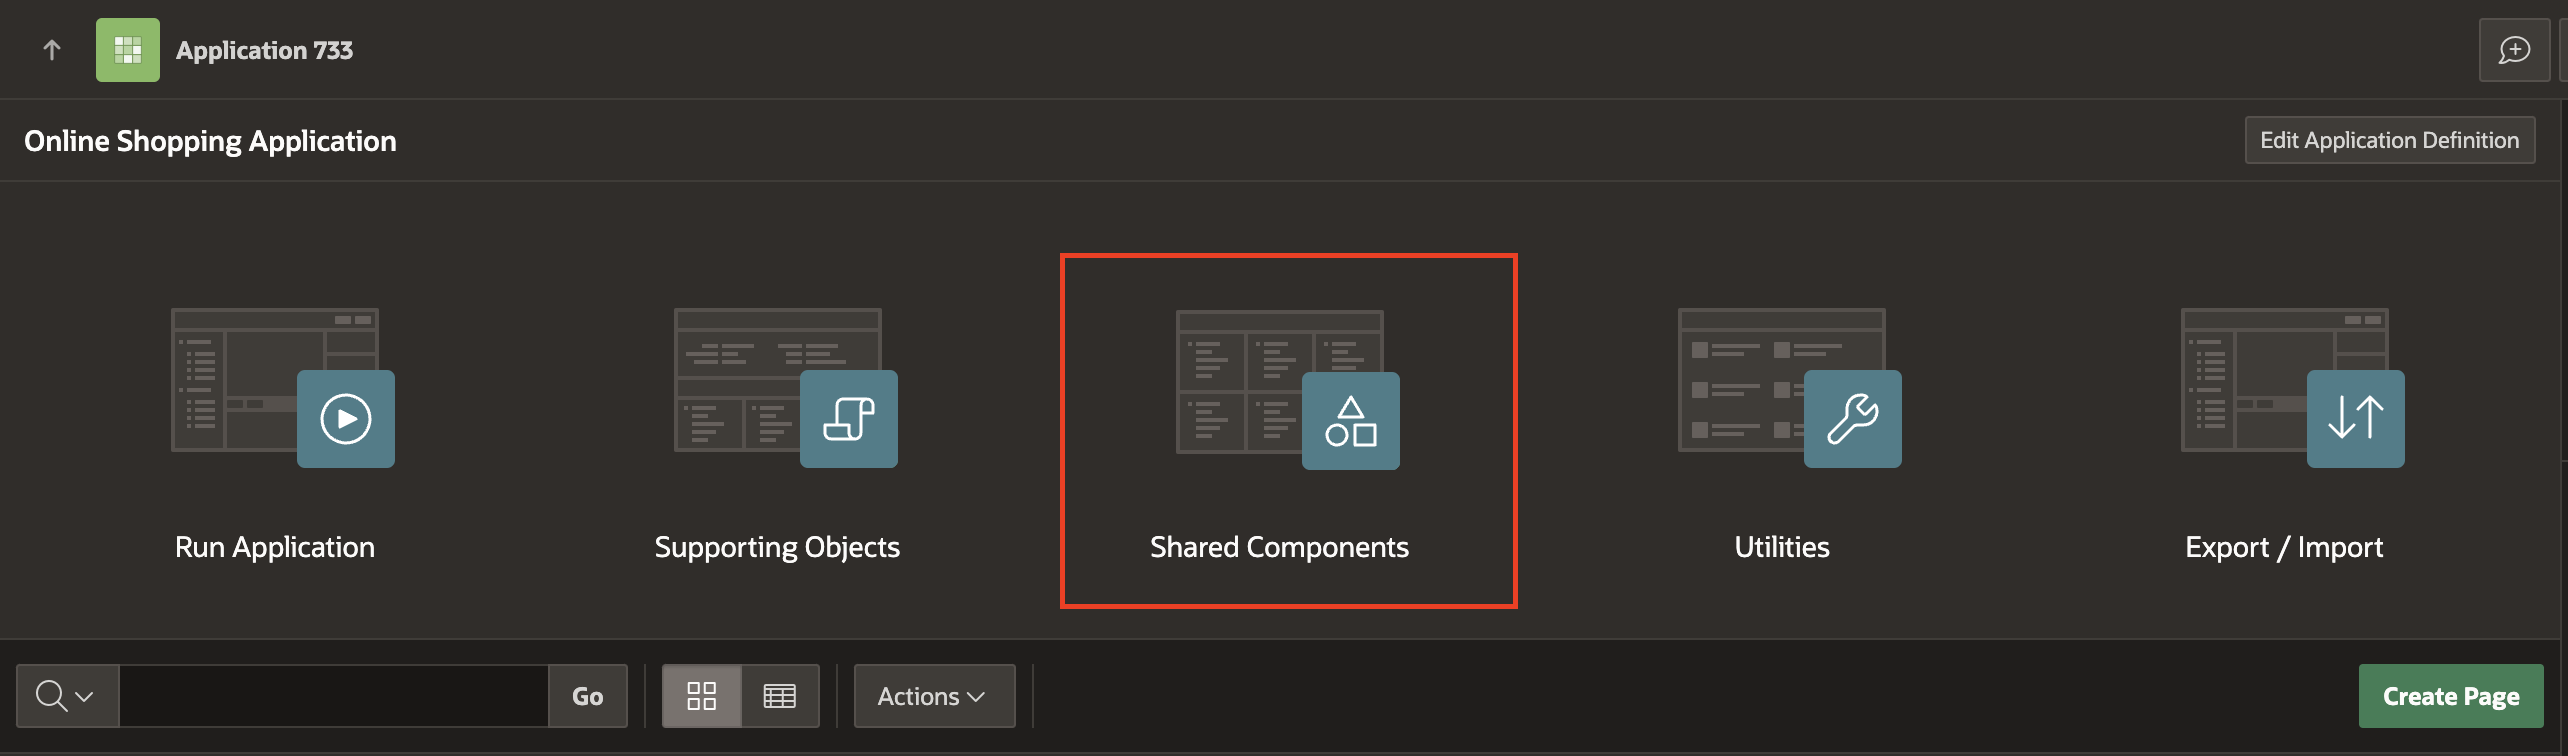 Application 733
Online Shopping Application
Edit Application Definition
Run Application
Supporting Objects
Shared Components
Utilities
Export / Import
Go
Actions
Create Page